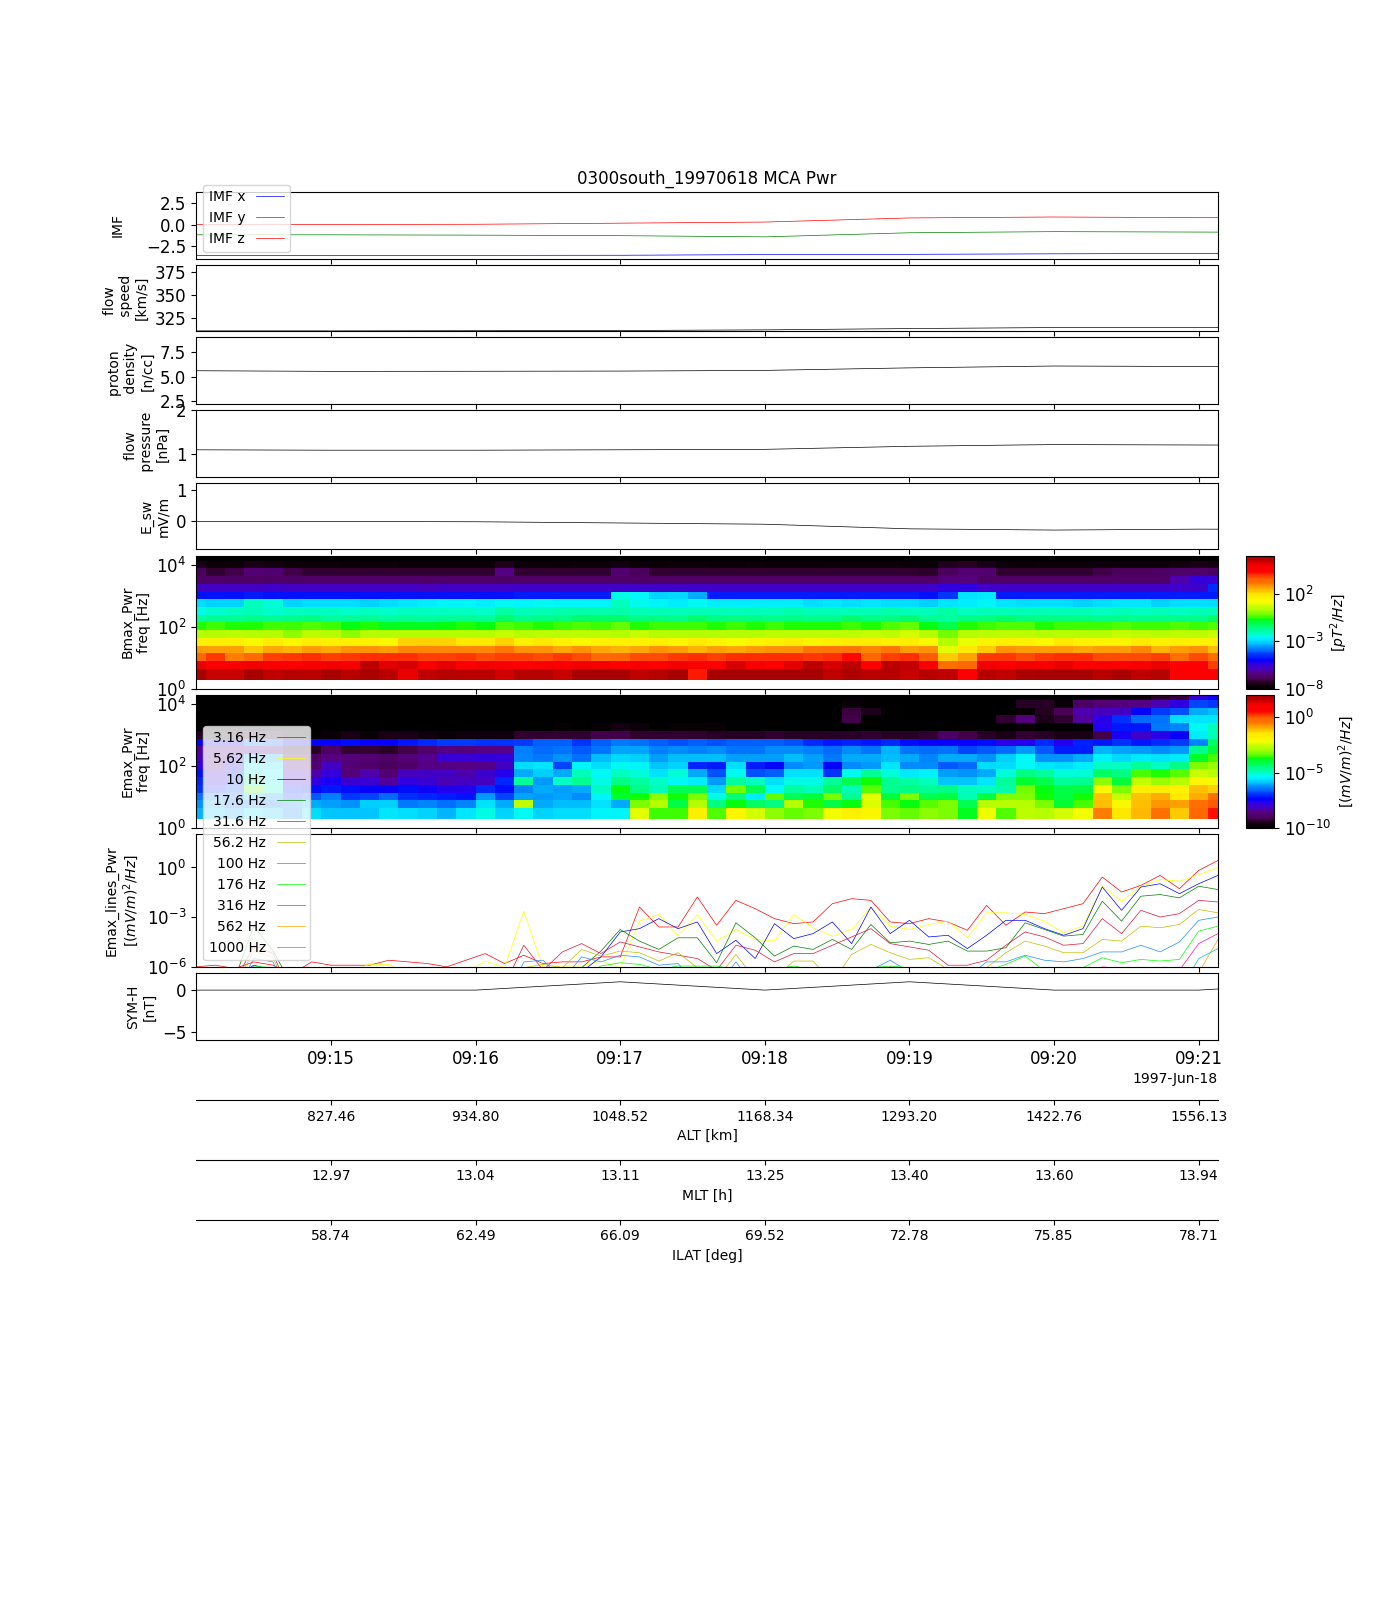 0300south_19970618 MCA Pwr
IMF
2.5
0.0
−2.5
IMF x
IMF y
IMF z
flow
speed
[km/s]
375
350
325
proton
density
[n/cc]
7.5
5.0
2.5
flow
pressure
[nPa]
2
1
E_sw
mV/m
1
0
Bmax_Pwr
freq [Hz]
10^4
10^2
10^0
10^2
10^−3
10^−8
[pT^2/Hz]
Emax_Pwr
freq [Hz]
10^4
10^2
10^0
10^0
10^−5
10^−10
[(mV/m)^2/Hz]
3.16 Hz
5.62 Hz
10 Hz
17.6 Hz
31.6 Hz
56.2 Hz
100 Hz
176 Hz
316 Hz
562 Hz
1000 Hz
Emax_lines_Pwr
[(mV/m)^2/Hz]
10^0
10^−3
10^−6
SYM-H
[nT]
0
−5
09:15 09:16 09:17 09:18 09:19 09:20 09:21
1997-Jun-18
827.46 934.80 1048.52 1168.34 1293.20 1422.76 1556.13
ALT [km]
12.97 13.04 13.11 13.25 13.40 13.60 13.94
MLT [h]
58.74 62.49 66.09 69.52 72.78 75.85 78.71
ILAT [deg]